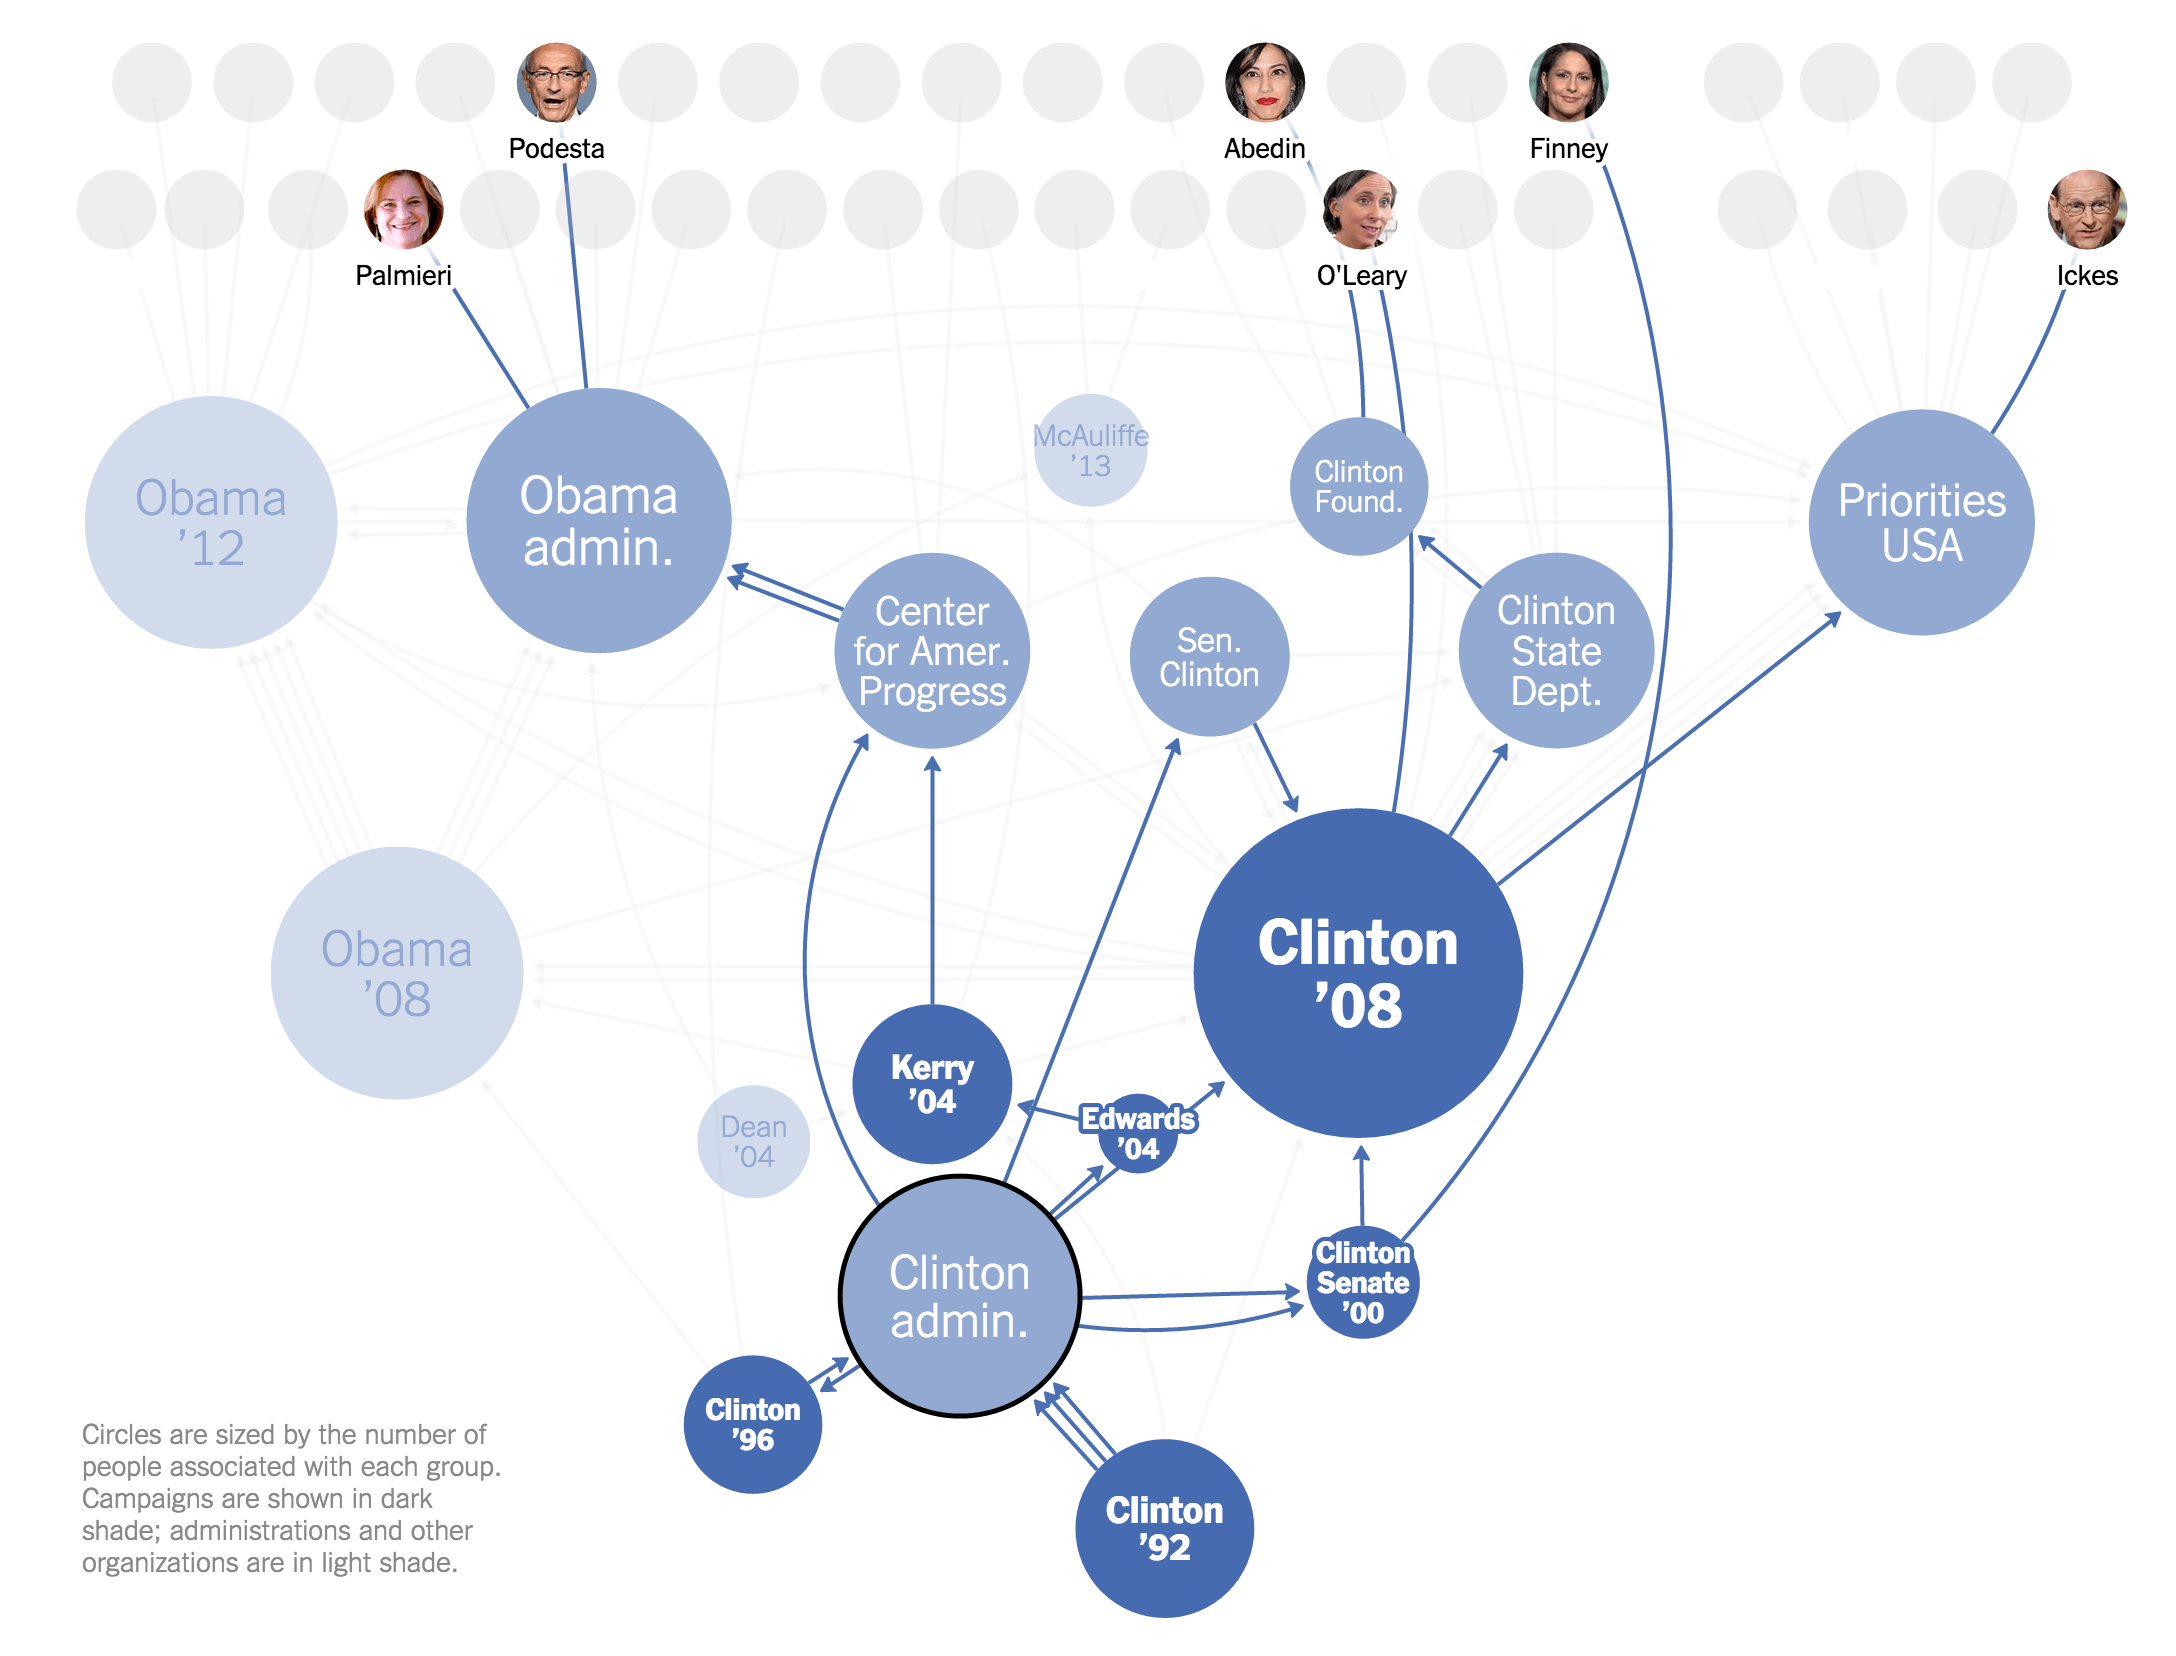 Podesta
Abedin
Finney
Palmieri
O'Leary
Ickes
McAuliffe
’13
Obama
’12
Obama
admin.
Clinton
Found.
Priorities
USA
Center
for Amer.
Progress
Sen.
Clinton
Clinton
State
Dept.
Obama
’08
Clinton
’08
Kerry
’04
Dean
’04
Edwards
’04
Clinton
admin.
Clinton
Senate
’00
Clinton
’96
Clinton
’92
Circles are sized by the number of
people associated with each group.
Campaigns are shown in dark
shade; administrations and other
organizations are in light shade.